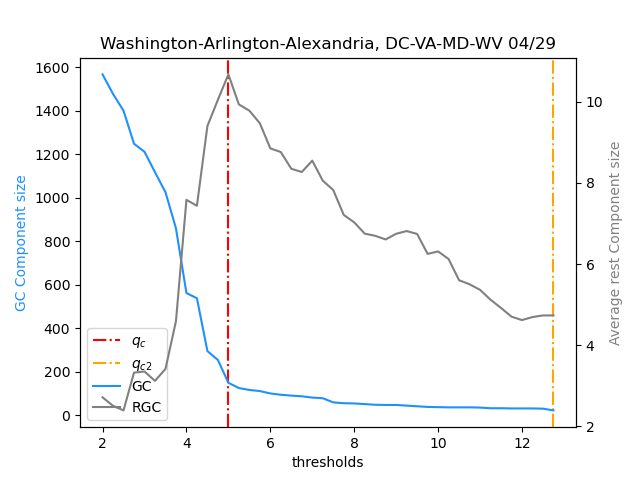 Washington-Arlington-Alexandria, DC-VA-MD-WV 04/29
1600
1400
1200
1000
800
600
400
200
0
GC Component size
10
8
6
4
2
Average rest Component size
q_c
q_c2
GC
RGC
2 4 6 8 10 12
thresholds